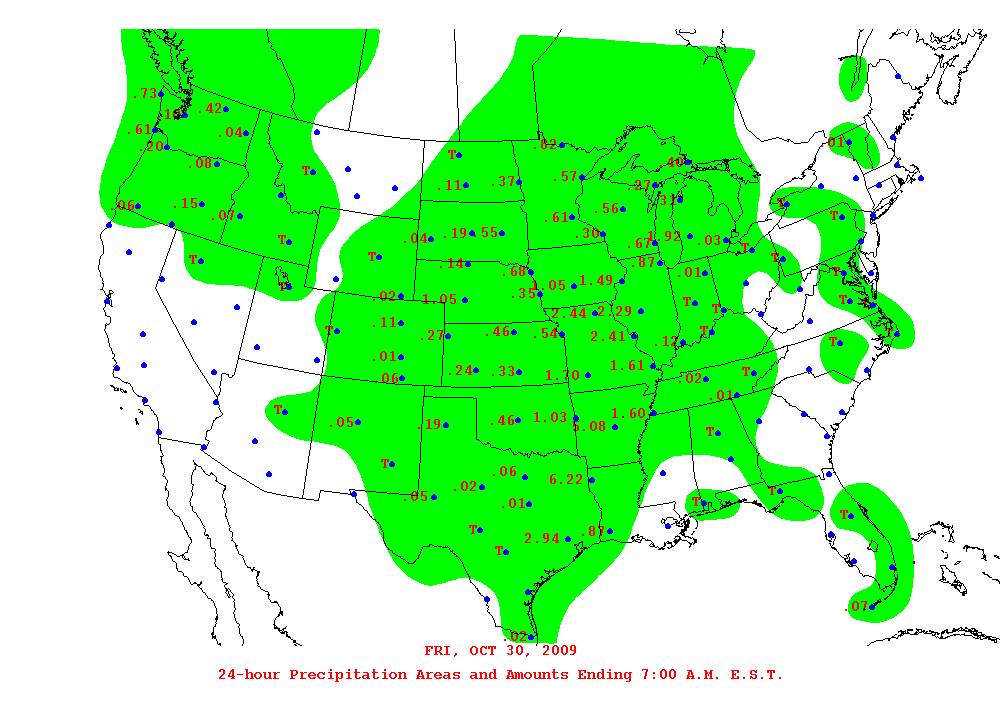 .73
.42
.61
.04
.20
.82
T
.08
.40
T
.57
.11
.37
.27
.31
.06
.15
.56
T
.07
.61
T
.04
.19
.55
.30
1.92
.03
T
.67
T
T
T
.14
.87
T
.68
.01
T
T
1.05
1.49
.02
1.05
.35
T
T
2.44
2.29
T
.11
T
.27
.46
.54
2.41
.12
T
T
T
.01
1.61
.24
.33
1.70
.02
T
.06
.01
T
1.60
.05
.19
.46
1.03
5.08
T
T
.06
6.22
.02
T
.05
.01
T
T
T
2.94
.87
T
.07
.02
FRI, OCT 30, 2009
24-hour Precipitation Areas and Amounts Ending 7:00 A.M. E.S.T.